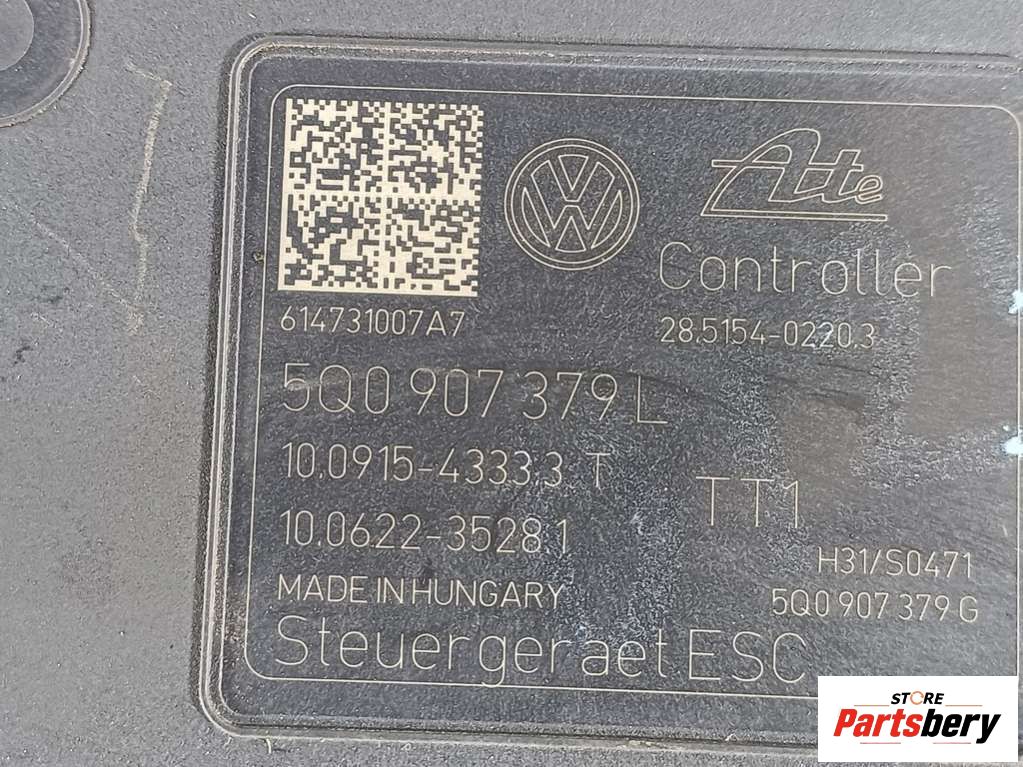 Ate
Controller
614731007A7
28.5154-0220.3
5Q0 907 379 L
10.0915-4333.3 T
TT1
10.0622-3528.1
H31/S0471
MADE IN HUNGARY
5Q0 907 379 G
Steuergeraet ESC
STORE
Partsbery